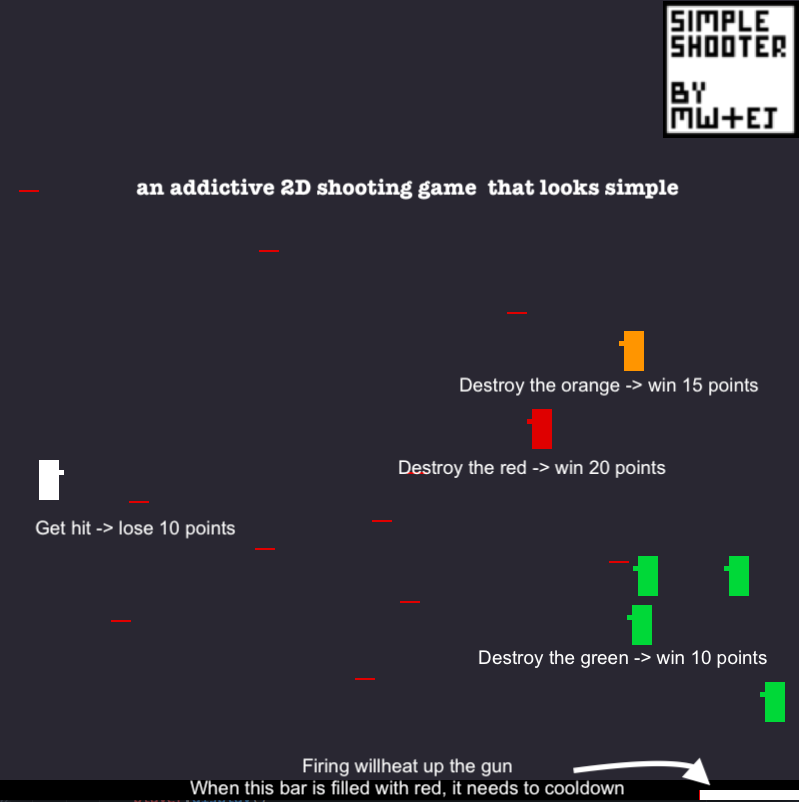 SIMPLE
SHOOTER
BY
MW+EJ
an addictive 2D shooting game that looks simple
Destroy the orange -> win 15 points
Destroy the red -> win 20 points
Get hit -> lose 10 points
Destroy the green -> win 10 points
Firing willheat up the gun
When this bar is filled with red, it needs to cooldown